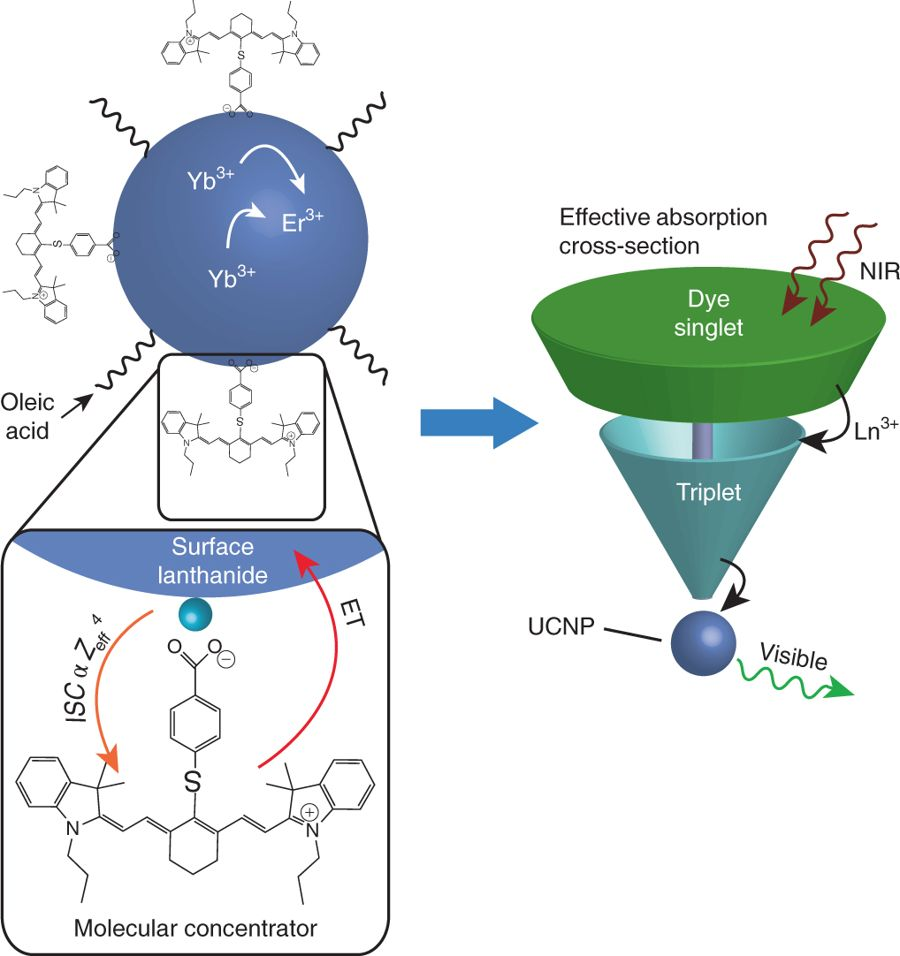 N
⊕
N
S
O
O
⊖
N
N
⊕
S
O
O
⊖
Yb3+
Er3+
Yb3+
Oleic
acid
O
O
⊖
S
N
N
⊕
Surface
lanthanide
ISC α Zeff4
ET
O
O
⊖
S
N
N
⊕
Molecular concentrator
Effective absorption
cross-section
NIR
Dye
singlet
Ln3+
Triplet
UCNP
Visible